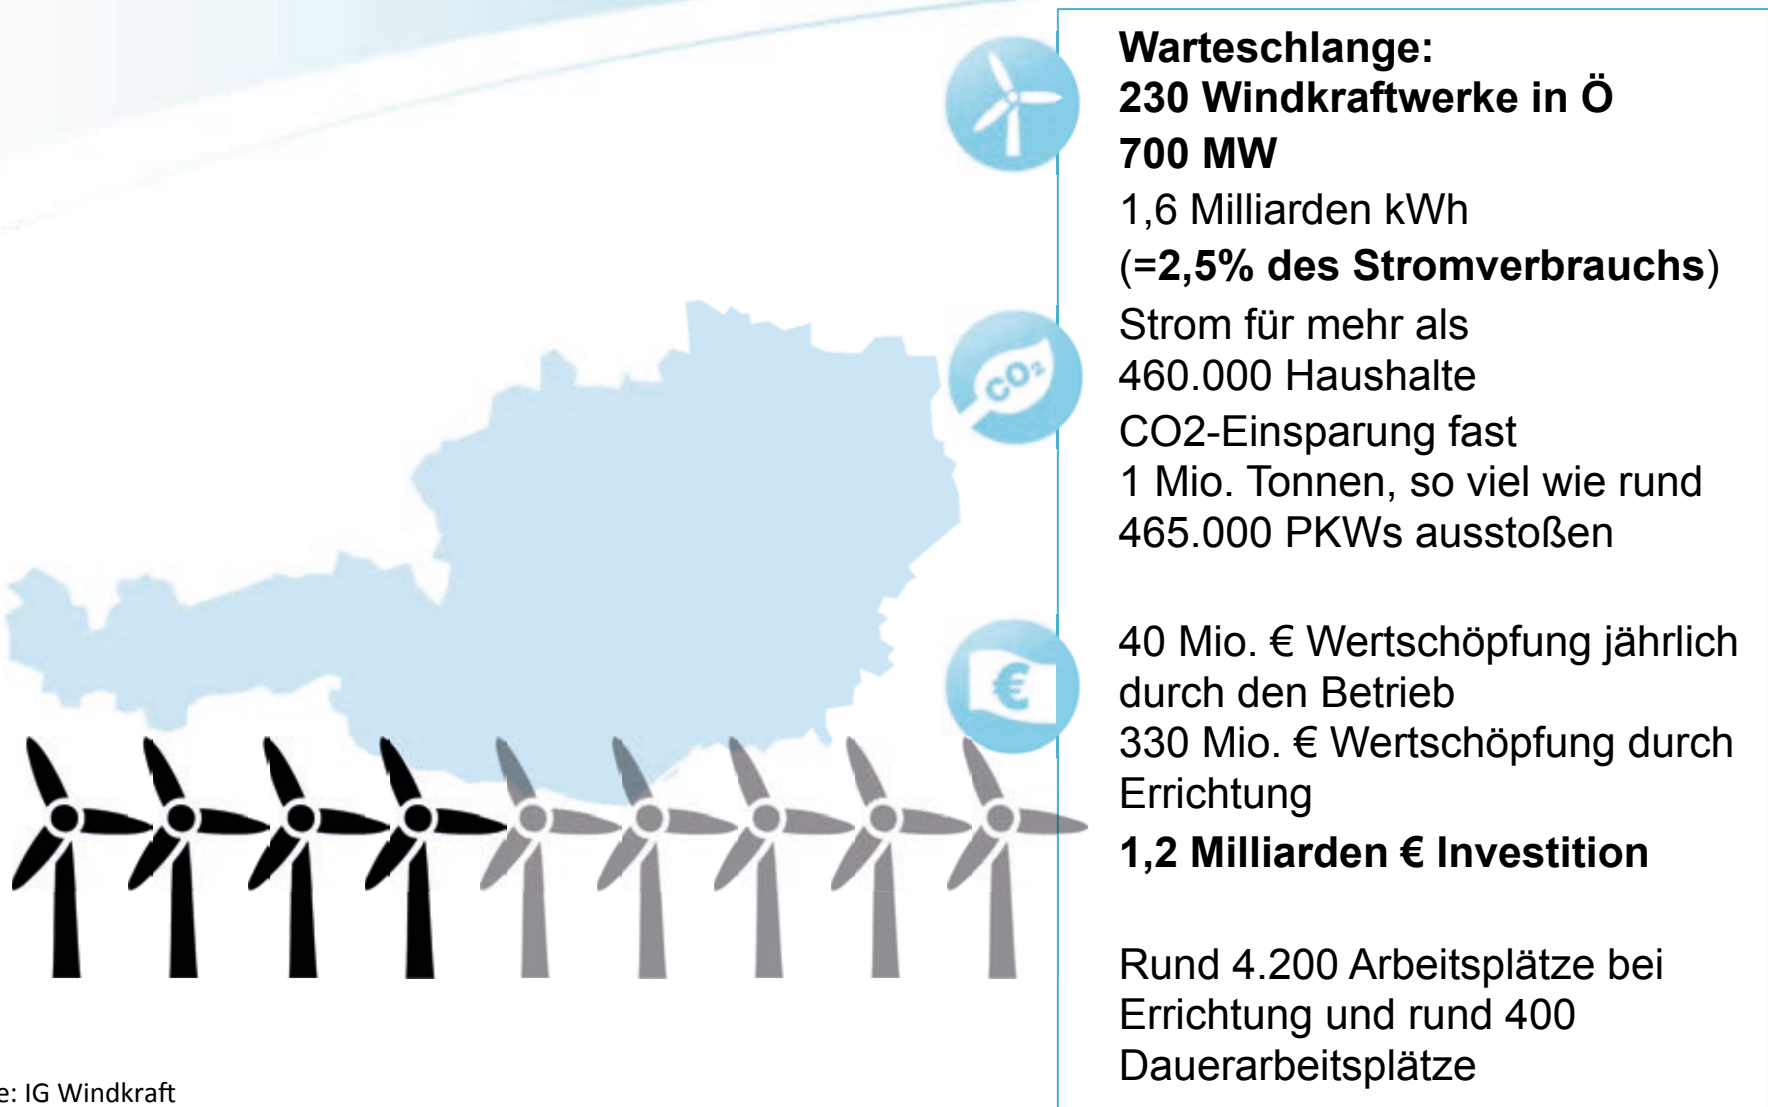 Warteschlange:
230 Windkraftwerke in Ö
700 MW
1,6 Milliarden kWh
(=2,5% des Stromverbrauchs)
Strom für mehr als
460.000 Haushalte
CO2-Einsparung fast
1 Mio. Tonnen, so viel wie rund
465.000 PKWs ausstoßen
CO₂
40 Mio. € Wertschöpfung jährlich
durch den Betrieb
330 Mio. € Wertschöpfung durch
Errichtung
€
1,2 Milliarden € Investition
Rund 4.200 Arbeitsplätze bei
Errichtung und rund 400
Dauerarbeitsplätze
e: IG Windkraft